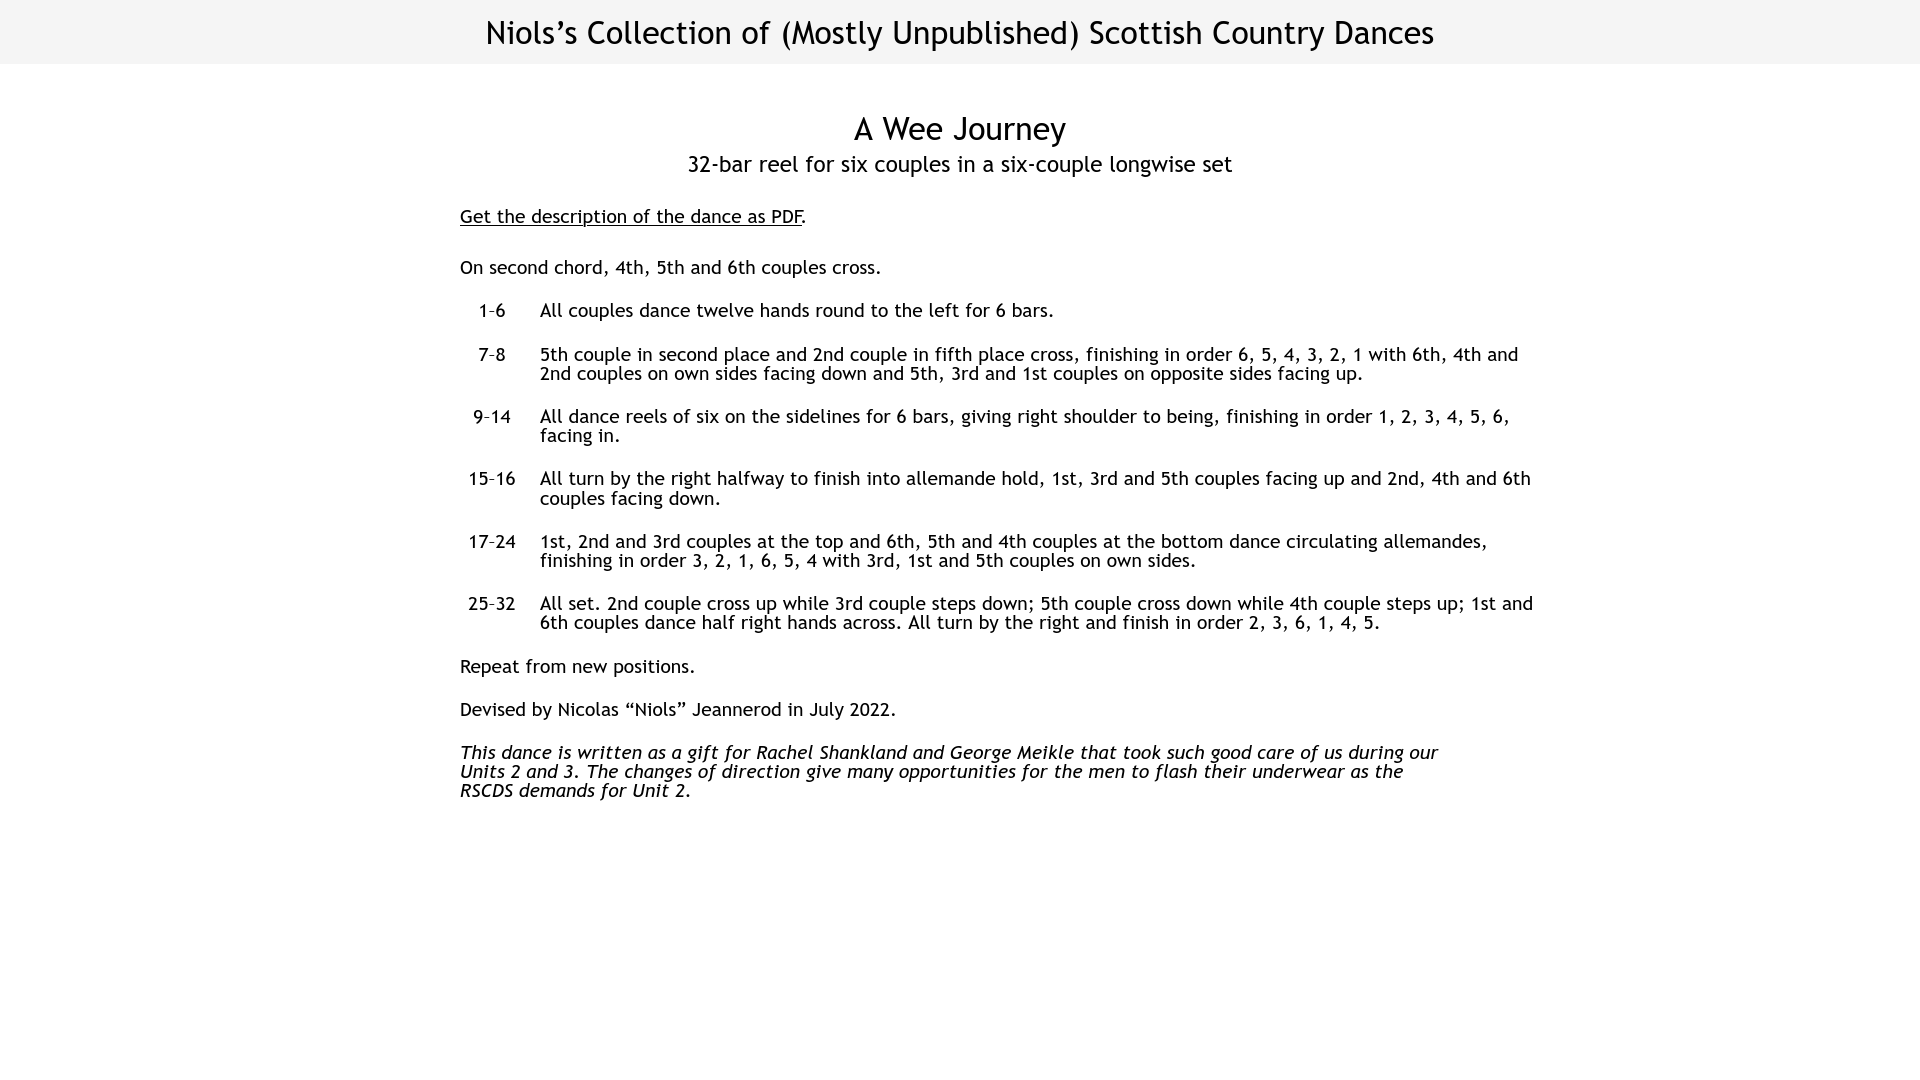 Niols’s Collection of (Mostly Unpublished) Scottish Country Dances
A Wee Journey
32-bar reel for six couples in a six-couple longwise set
Get the description of the dance as PDF.
On second chord, 4th, 5th and 6th couples cross.
1–6 All couples dance twelve hands round to the left for 6 bars.
7–8 5th couple in second place and 2nd couple in fifth place cross, finishing in order 6, 5, 4, 3, 2, 1 with 6th, 4th and
2nd couples on own sides facing down and 5th, 3rd and 1st couples on opposite sides facing up.
9–14 All dance reels of six on the sidelines for 6 bars, giving right shoulder to being, finishing in order 1, 2, 3, 4, 5, 6,
facing in.
15–16 All turn by the right halfway to finish into allemande hold, 1st, 3rd and 5th couples facing up and 2nd, 4th and 6th
couples facing down.
17–24 1st, 2nd and 3rd couples at the top and 6th, 5th and 4th couples at the bottom dance circulating allemandes,
finishing in order 3, 2, 1, 6, 5, 4 with 3rd, 1st and 5th couples on own sides.
25–32 All set. 2nd couple cross up while 3rd couple steps down; 5th couple cross down while 4th couple steps up; 1st and
6th couples dance half right hands across. All turn by the right and finish in order 2, 3, 6, 1, 4, 5.
Repeat from new positions.
Devised by Nicolas “Niols” Jeannerod in July 2022.
This dance is written as a gift for Rachel Shankland and George Meikle that took such good care of us during our
Units 2 and 3. The changes of direction give many opportunities for the men to flash their underwear as the
RSCDS demands for Unit 2.